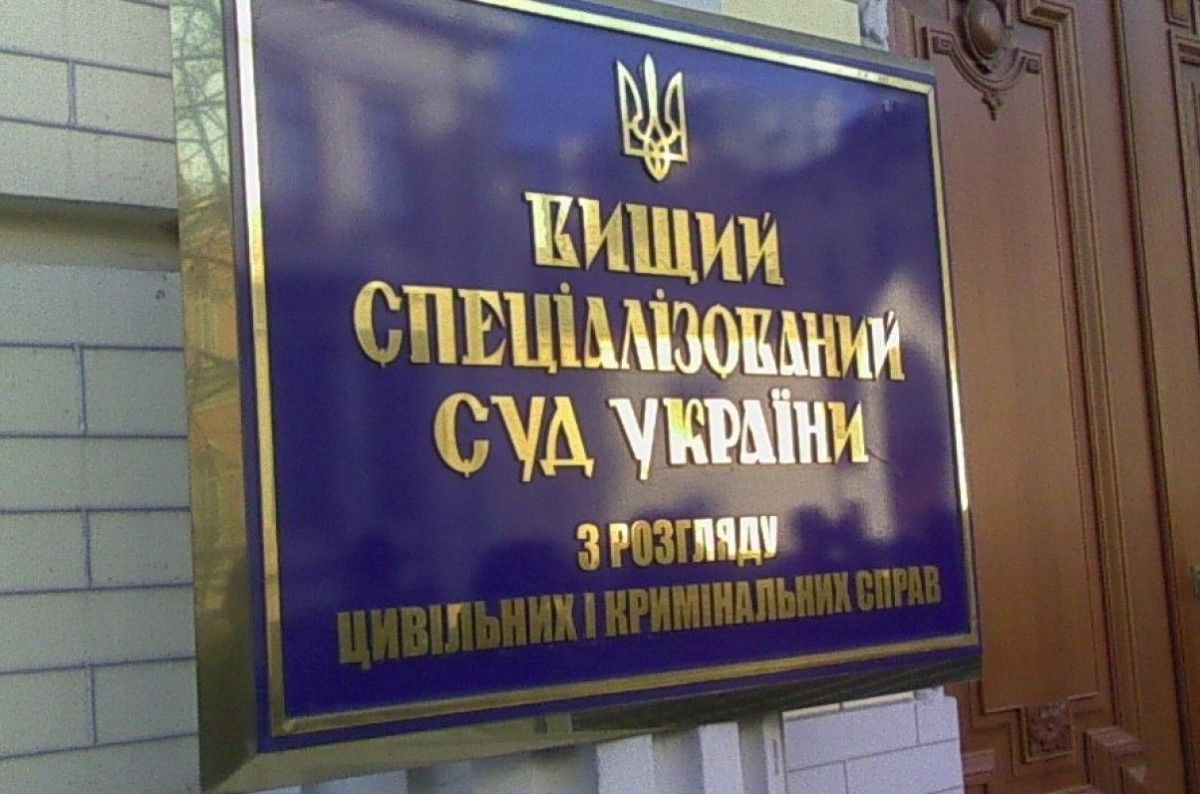 ВИЩИЙ
СПЕЦІАЛІЗОВАНИЙ
СУД УКРАЇНИ
З РОЗГЛЯДУ
ЦИВІЛЬНИХ І КРИМІНАЛЬНИХ СПРАВ